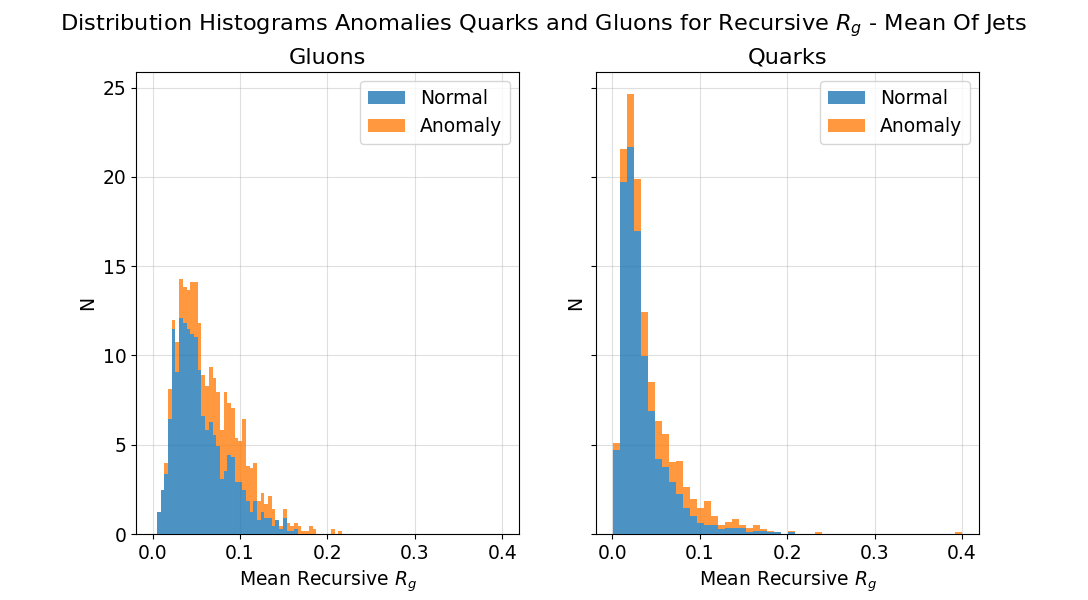 Distribution Histograms Anomalies Quarks and Gluons for Recursive R_g - Mean Of Jets
Gluons
Quarks
Normal
Anomaly
Normal
Anomaly
25
20
15
10
5
0
N
N
0.0 0.1 0.2 0.3 0.4
0.0 0.1 0.2 0.3 0.4
Mean Recursive R_g
Mean Recursive R_g